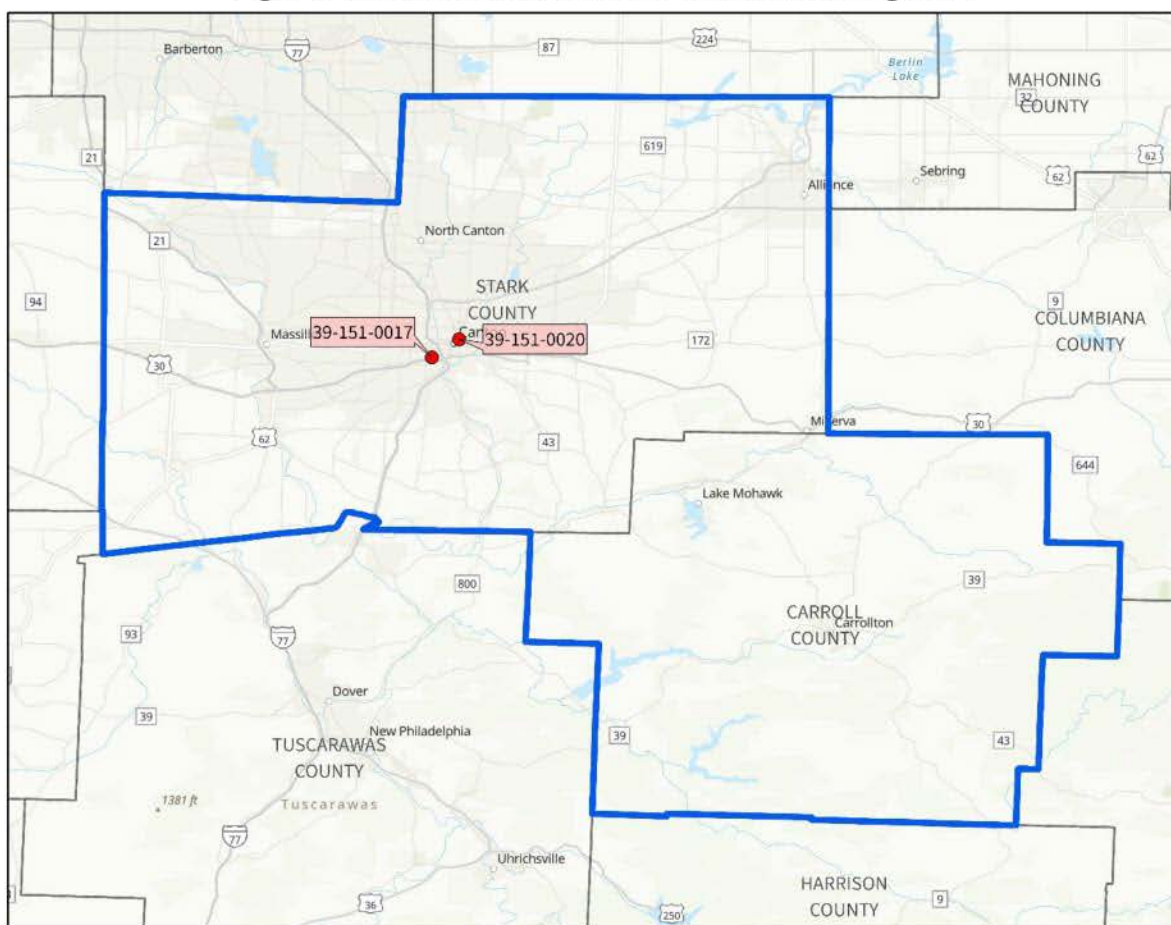 Barberton
77
87
224
Berlin
Lake
MAHONING
COUNTY
32
21
619
62
62
Sebring
Alliance
North Canton
21
94
STARK
COUNTY
9
COLUMBIANA
COUNTY
39-151-0017
39-151-0020
172
30
Minerva
30
62
43
644
Lake Mohawk
800
39
CARROLL
COUNTY
Carrollton
93
77
Dover
39
New Philadelphia
39
43
TUSCARAWAS
COUNTY
1381 ft
Tuscarawas
77
Uhrichsville
HARRISON
COUNTY
9
36
250